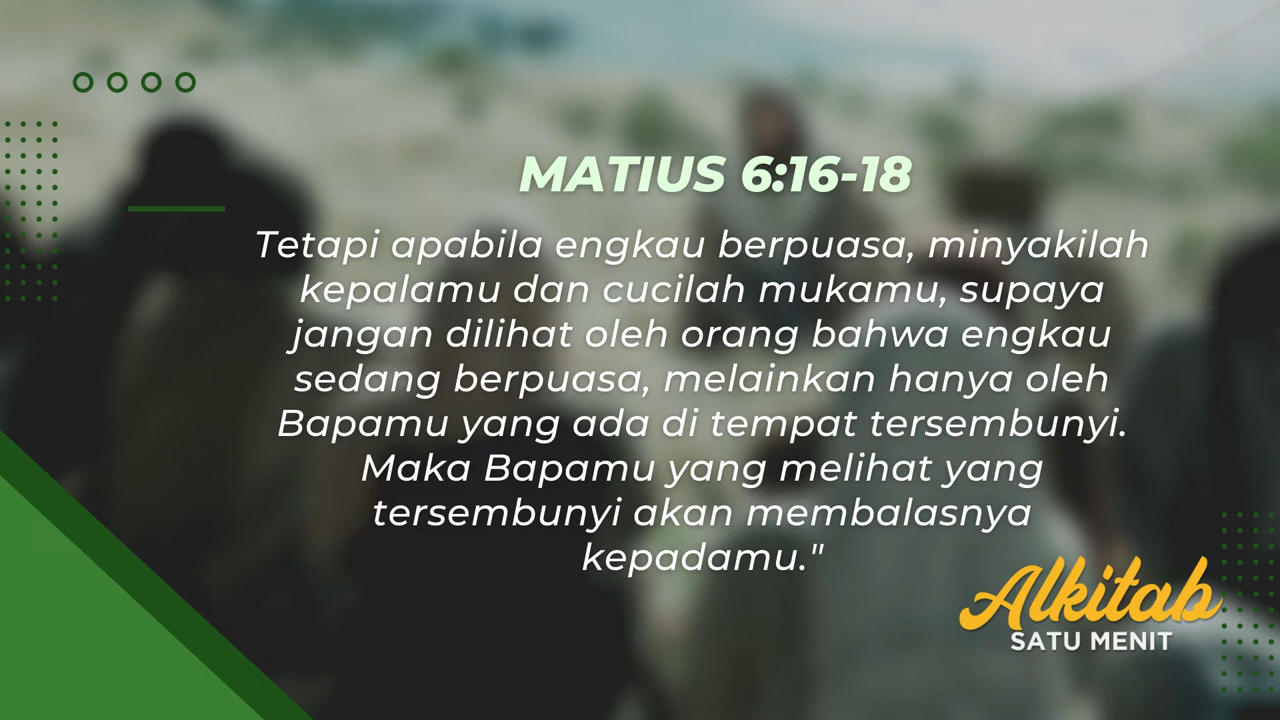 MATIUS 6:16-18
Tetapi apabila engkau berpuasa, minyakilah
kepalamu dan cucilah mukamu, supaya
jangan dilihat oleh orang bahwa engkau
sedang berpuasa, melainkan hanya oleh
Bapamu yang ada di tempat tersembunyi.
Maka Bapamu yang melihat yang
tersembunyi akan membalasnya
kepadamu."
Alkitab
SATU MENIT